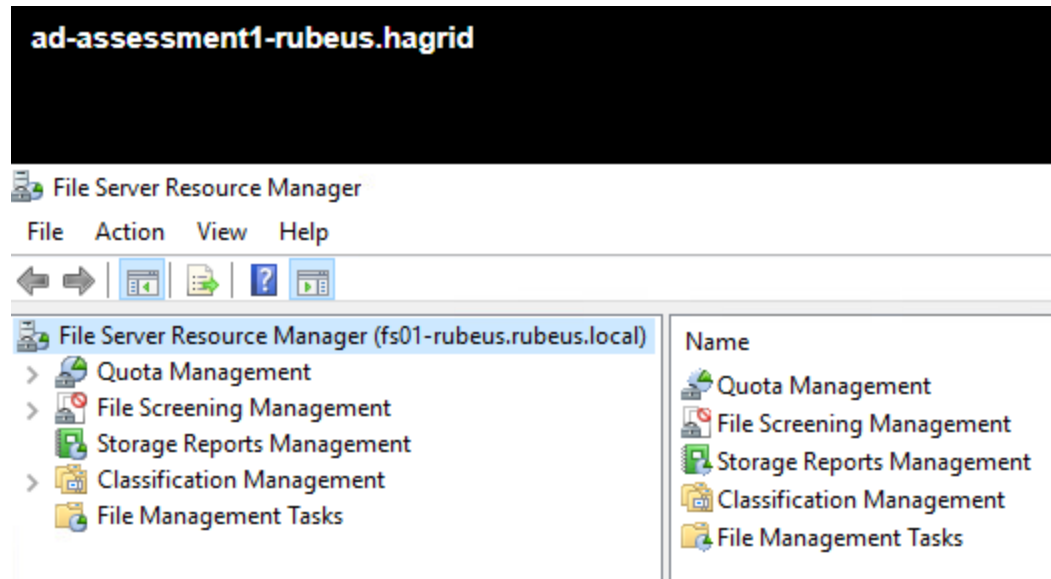 ad-assessment1-rubeus.hagrid
File Server Resource Manager
File Action View Help
File Server Resource Manager (fs01-rubeus.rubeus.local)
Quota Management
File Screening Management
Storage Reports Management
Classification Management
File Management Tasks
Name
Quota Management
File Screening Management
Storage Reports Management
Classification Management
File Management Tasks